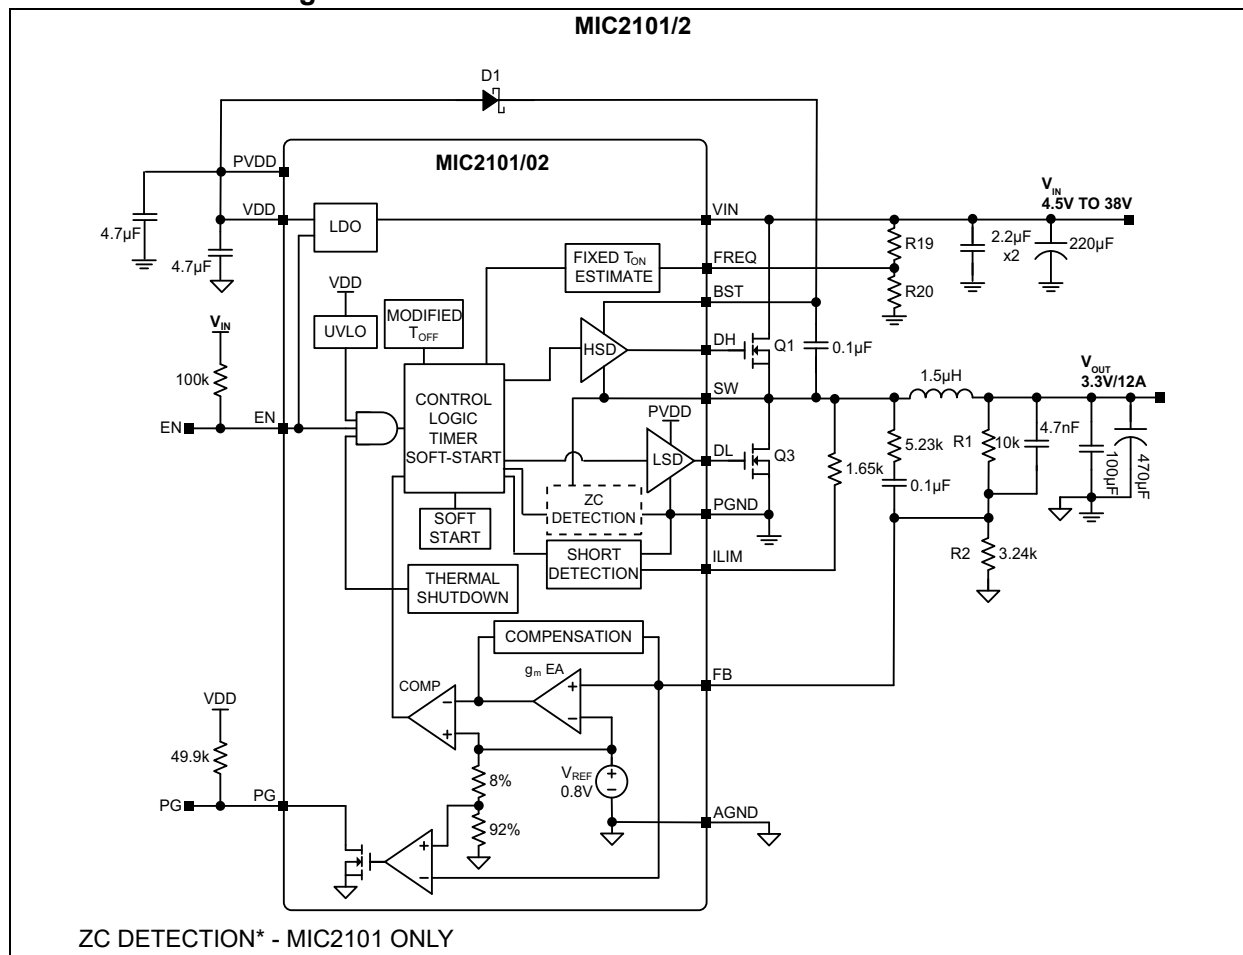 MIC2101/2
D1
MIC2101/02
PVDD
VDD
4.7µF
4.7µF
LDO
VIN
V_IN
4.5V TO 38V
R19
2.2µF
x2
220µF
FREQ
FIXED T_ON
ESTIMATE
R20
BST
VDD
UVLO
MODIFIED
T_OFF
V_IN
100k
HSD
DH
Q1
0.1µF
CONTROL
LOGIC
TIMER
SOFT-START
SW
1.5µH
V_OUT
3.3V/12A
EN
EN
PVDD
LSD
DL
Q3
1.65k
5.23k
0.1µF
R1
10k
4.7nF
100µF
470µF
ZC
DETECTION
PGND
SOFT
START
SHORT
DETECTION
ILIM
R2
3.24k
THERMAL
SHUTDOWN
COMPENSATION
g_m EA
COMP
FB
+
−
−
+
VDD
49.9k
PG
PG
8%
92%
V_REF
0.8V
+
−
AGND
+
−
ZC DETECTION* - MIC2101 ONLY